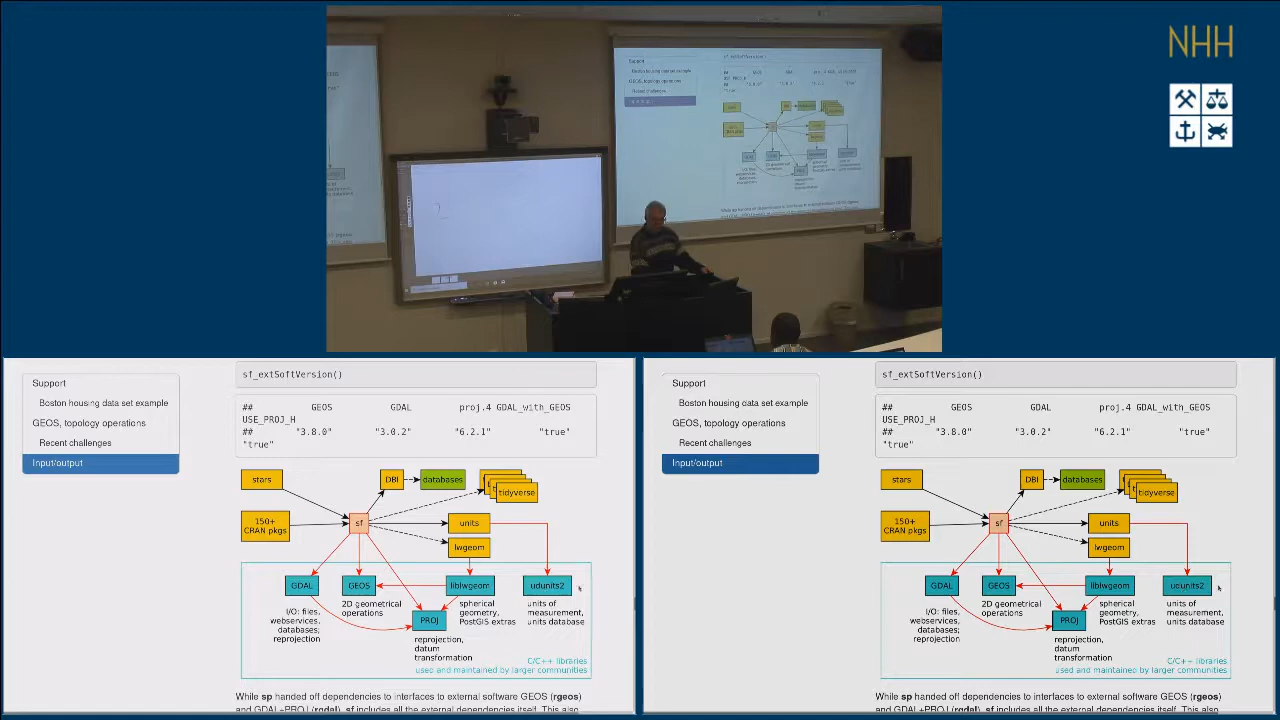 NHH
Support
Boston housing data set example
GEOS, topology operations
Recent challenges
Input/output
sf_extSoftVersion()
## GEOS GDAL proj.4 GDAL_with_GEOS
USE_PROJ_H
## "3.8.0" "3.0.2" "6.2.1" "true"
"true"
stars
DBI
databases
tidyverse
150+
CRAN pkgs
sf
units
lwgeom
GDAL
GEOS
liblwgeom
udunits2
I/O: files,
webservices,
databases;
reprojection
2D geometrical
operations
PROJ
spherical
geometry,
PostGIS extras
units of
measurement,
units database
reprojection,
datum
transformation
C/C++ libraries
used and maintained by larger communities
While sp handed off dependencies to interfaces to external software GEOS (rgeos)
and GDAL+PROJ (rgdal), sf includes all the external dependencies itself. This also
Support
Boston housing data set example
GEOS, topology operations
Recent challenges
Input/output
sf_extSoftVersion()
## GEOS GDAL proj.4 GDAL_with_GEOS
USE_PROJ_H
## "3.8.0" "3.0.2" "6.2.1" "true"
"true"
stars
DBI
databases
tidyverse
150+
CRAN pkgs
sf
units
lwgeom
GDAL
GEOS
liblwgeom
udunits2
I/O: files,
webservices,
databases;
reprojection
2D geometrical
operations
PROJ
spherical
geometry,
PostGIS extras
units of
measurement,
units database
reprojection,
datum
transformation
C/C++ libraries
used and maintained by larger communities
While sp handed off dependencies to interfaces to external software GEOS (rgeos)
and GDAL+PROJ (rgdal), sf includes all the external dependencies itself. This also